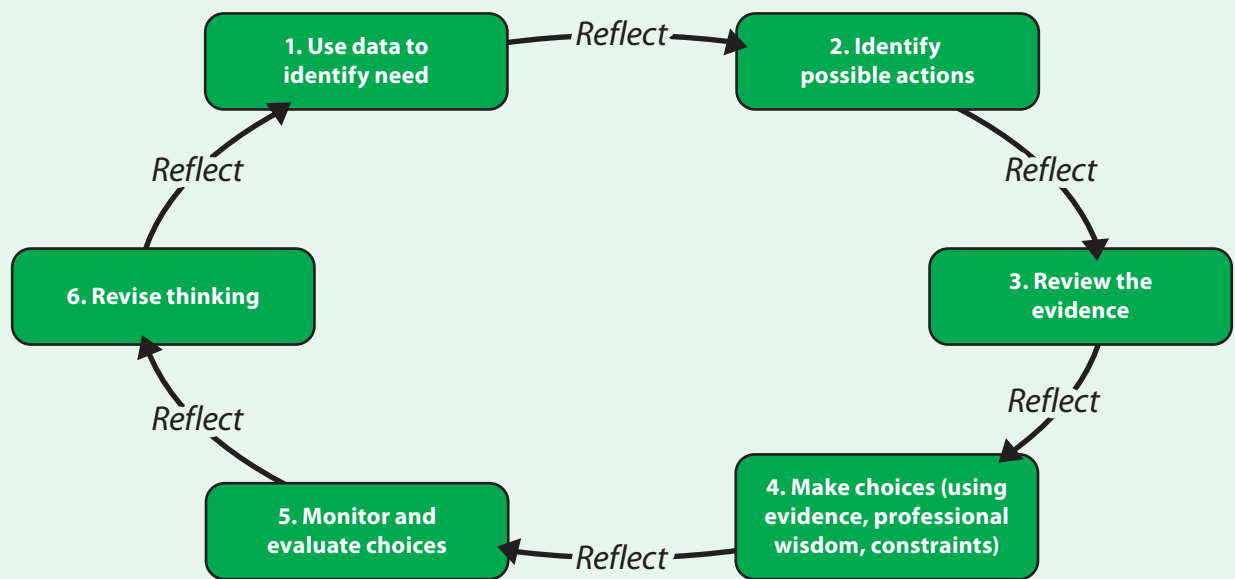 1. Use data to
identify need
Reflect
2. Identify
possible actions
Reflect
3. Review the
evidence
Reflect
4. Make choices (using
evidence, professional
wisdom, constraints)
Reflect
5. Monitor and
evaluate choices
Reflect
6. Revise thinking
Reflect